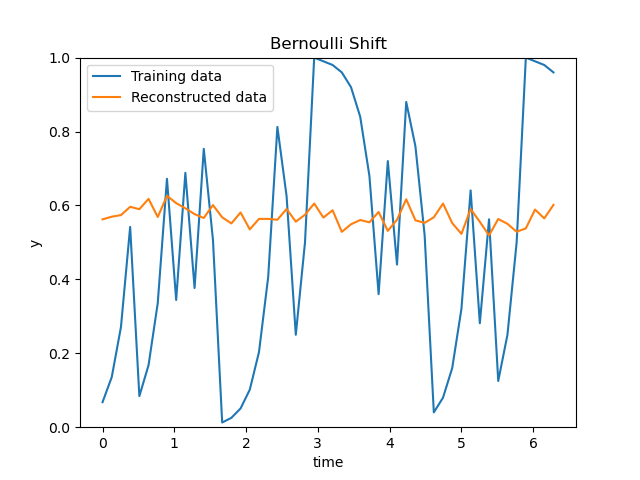 Bernoulli Shift
Training data
Reconstructed data
1.0
0.8
0.6
0.4
0.2
0.0
y
0 1 2 3 4 5 6
time